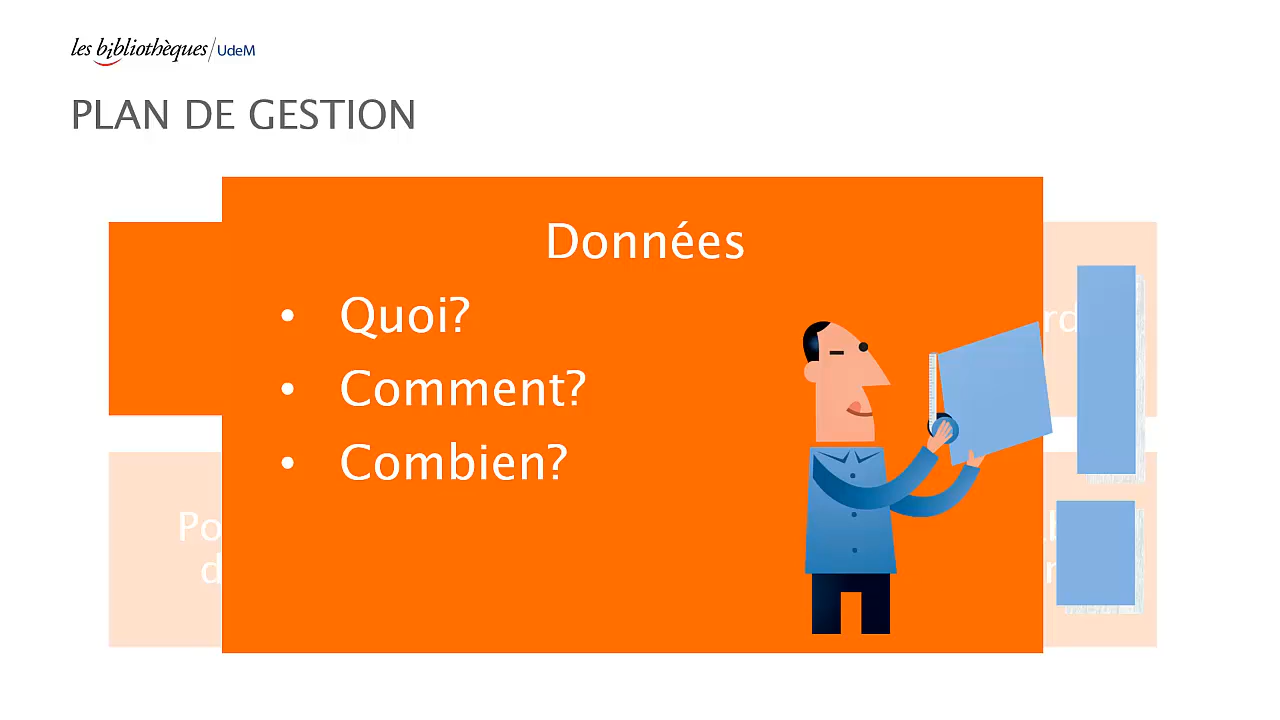 les bibliothèques/UdeM
PLAN DE GESTION
Données
• Quoi?
• Comment?
• Combien?